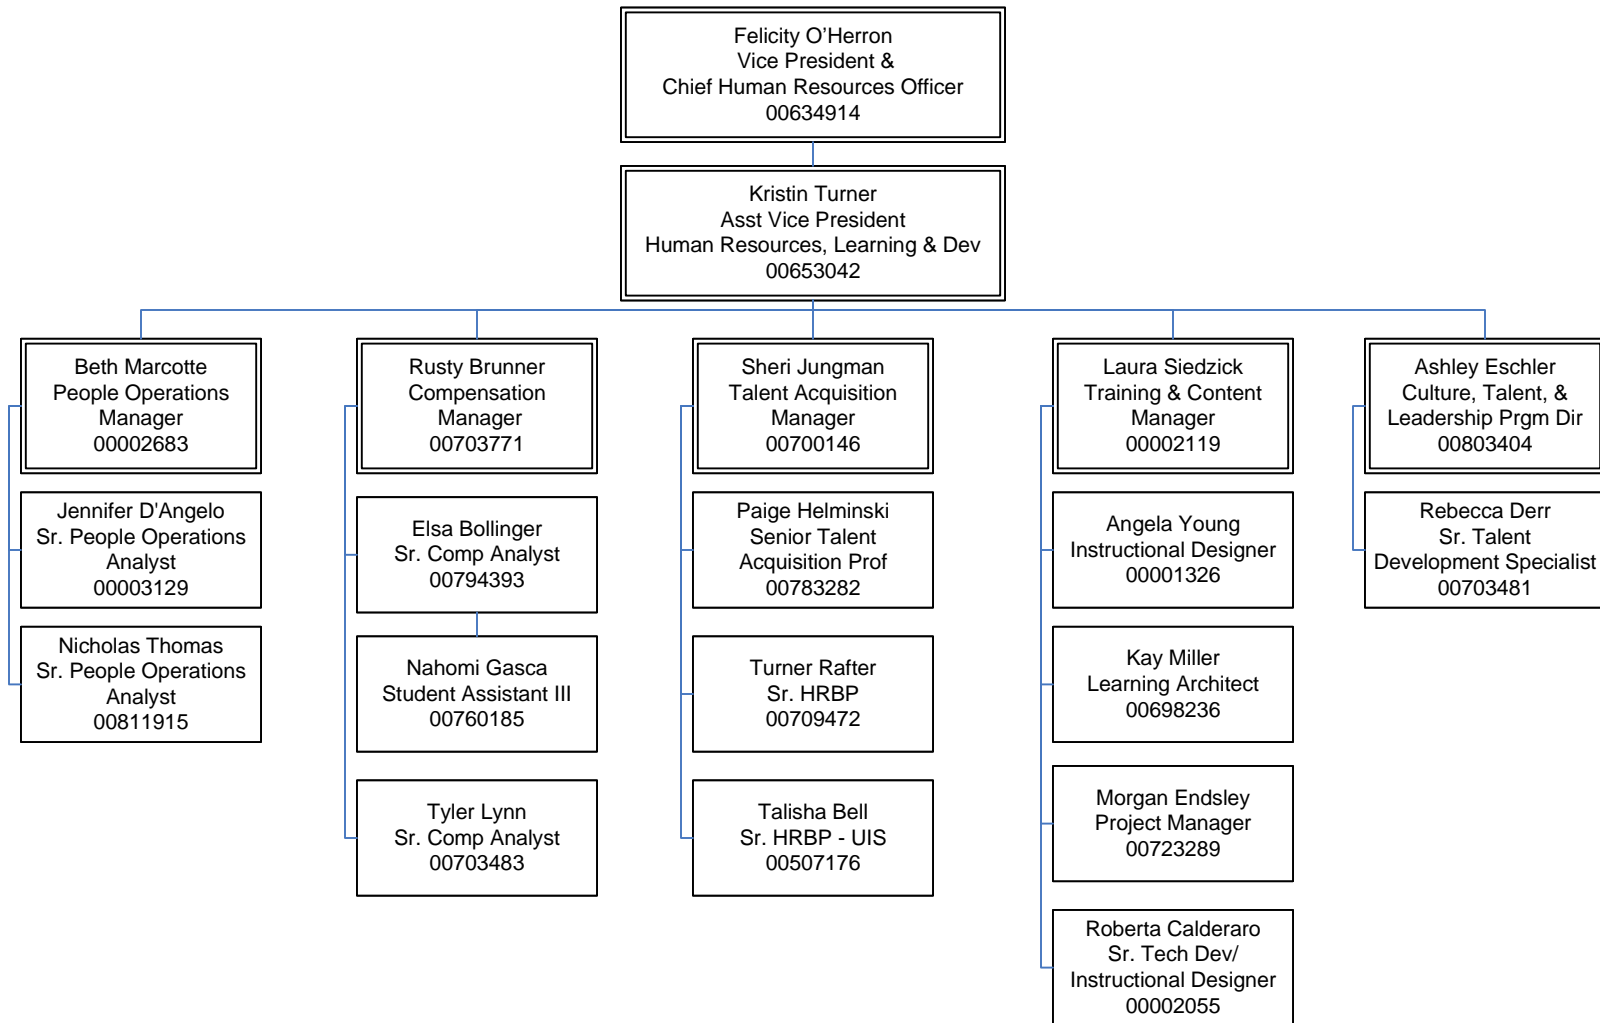 Felicity O’Herron
Vice President &
Chief Human Resources Officer
00634914
Kristin Turner
Asst Vice President
Human Resources, Learning & Dev
00653042
Beth Marcotte
People Operations
Manager
00002683
Jennifer D'Angelo
Sr. People Operations
Analyst
00003129
Nicholas Thomas
Sr. People Operations
Analyst
00811915
Rusty Brunner
Compensation
Manager
00703771
Elsa Bollinger
Sr. Comp Analyst
00794393
Nahomi Gasca
Student Assistant III
00760185
Tyler Lynn
Sr. Comp Analyst
00703483
Sheri Jungman
Talent Acquisition
Manager
00700146
Paige Helminski
Senior Talent
Acquisition Prof
00783282
Turner Rafter
Sr. HRBP
00709472
Talisha Bell
Sr. HRBP - UIS
00507176
Laura Siedzick
Training & Content
Manager
00002119
Angela Young
Instructional Designer
00001326
Kay Miller
Learning Architect
00698236
Morgan Endsley
Project Manager
00723289
Roberta Calderaro
Sr. Tech Dev/
Instructional Designer
00002055
Ashley Eschler
Culture, Talent, &
Leadership Prgm Dir
00803404
Rebecca Derr
Sr. Talent
Development Specialist
00703481